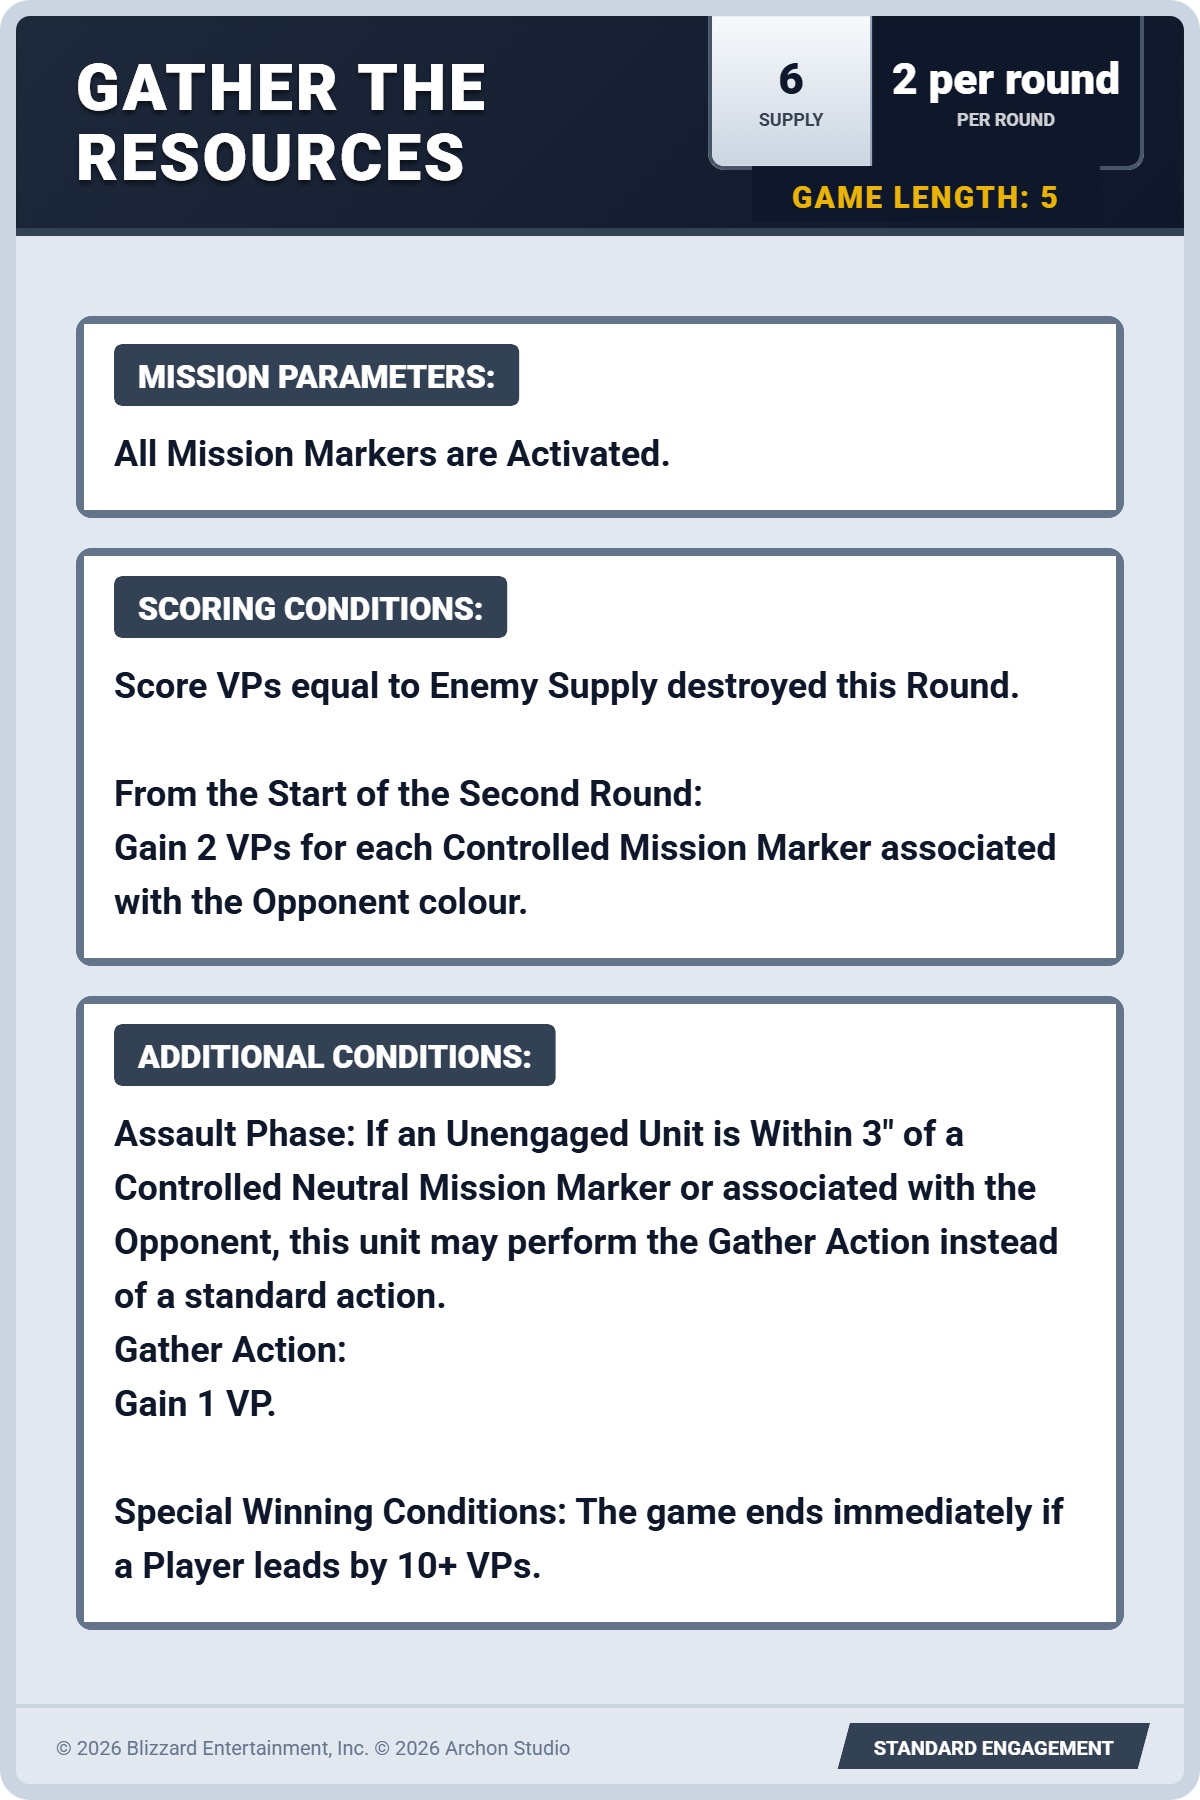 GATHER THE
RESOURCES
6
SUPPLY
2 per round
PER ROUND
GAME LENGTH: 5
MISSION PARAMETERS:
All Mission Markers are Activated.
SCORING CONDITIONS:
Score VPs equal to Enemy Supply destroyed this Round.
From the Start of the Second Round:
Gain 2 VPs for each Controlled Mission Marker associated
with the Opponent colour.
ADDITIONAL CONDITIONS:
Assault Phase: If an Unengaged Unit is Within 3" of a
Controlled Neutral Mission Marker or associated with the
Opponent, this unit may perform the Gather Action instead
of a standard action.
Gather Action:
Gain 1 VP.
Special Winning Conditions: The game ends immediately if
a Player leads by 10+ VPs.
© 2026 Blizzard Entertainment, Inc. © 2026 Archon Studio
STANDARD ENGAGEMENT